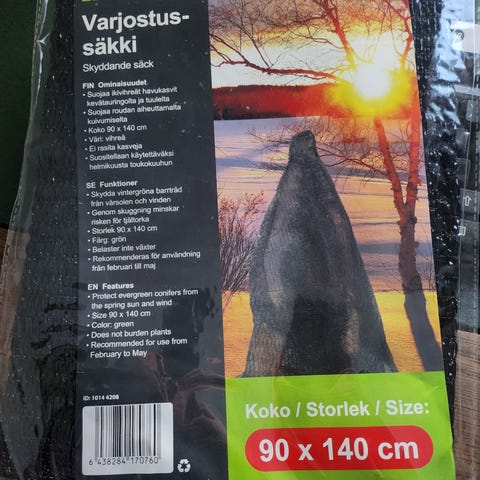 Varjostus-
säkki
Skyddande säck
FIN Ominaisuudet
• Suojaa ikivihreät havukasvit
kevätauringolta ja tuulelta
• Suojaa roudan aiheuttamalta
kuivumiselta
• Koko 90 x 140 cm
• Väri: vihreä
• Ei rasita kasveja
• Suositellaan käytettäväksi
helmikuusta toukokuuhun
SE Funktioner
• Skydda vintergröna barrträd
från vårsolen och vinden
• Genom skuggning minskar
risken för tjältorka
• Storlek 90 x 140 cm
• Färg: grön
• Belaster inte växter
• Rekommenderas för användning
från februari till maj
EN Features
• Protect evergreen conifers from
the spring sun and wind
• Size 90 x 140 cm
• Color: green
• Does not burden plants
• Recommended for use from
February to May
ID: 1014 4208
6 438284 170760
Koko / Storlek / Size:
90 x 140 cm